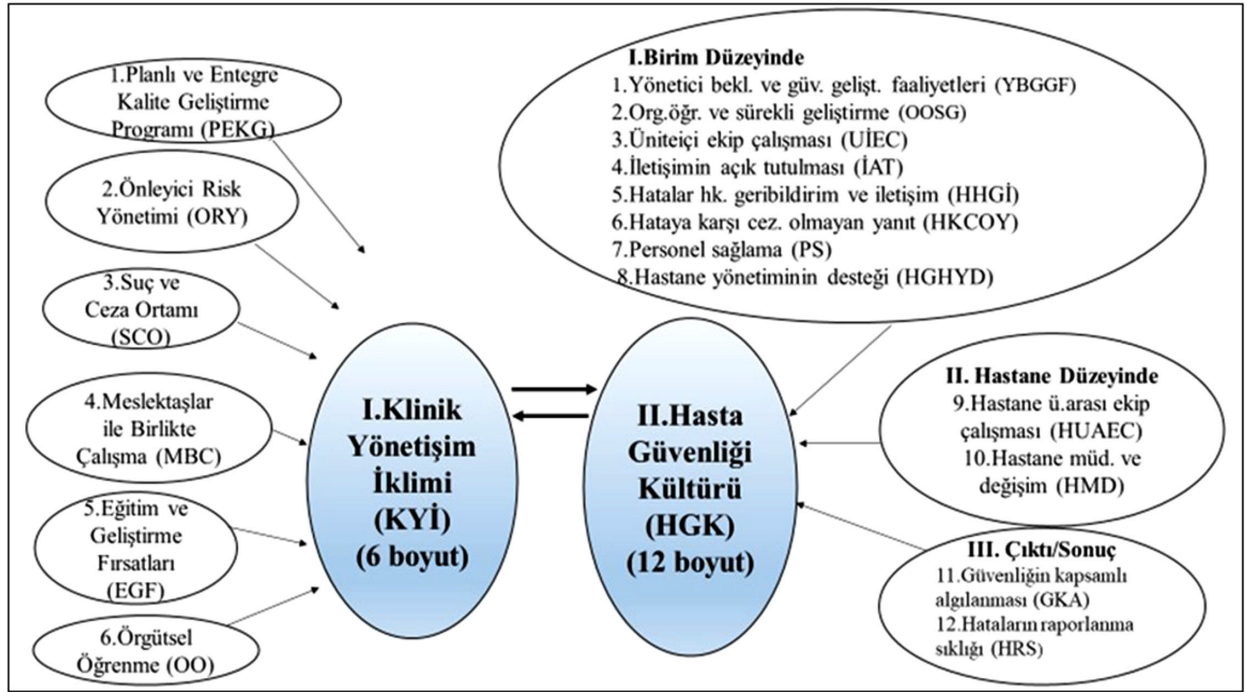 1.Planlı ve Entegre
Kalite Geliştirme
Programı (PEKG)
2.Önleyici Risk
Yönetimi (ORY)
3.Suç ve
Ceza Ortamı
(SCO)
4.Meslektaşlar
ile Birlikte
Çalışma (MBC)
5.Eğitim ve
Geliştirme
Fırsatları
(EGF)
6.Örgütsel
Öğrenme (OO)
I.Klinik
Yönetişim
İklimi
(KYİ)
(6 boyut)
II.Hasta
Güvenliği
Kültürü
(HGK)
(12 boyut)
I.Birim Düzeyinde
1.Yönetici bekl. ve güv. gelişt. faaliyetleri (YBGGF)
2.Org.öğr. ve sürekli geliştirme (OOSG)
3.Üniteiçi ekip çalışması (UİEC)
4.İletişimin açık tutulması (İAT)
5.Hatalar hk. geribildirim ve iletişim (HHGİ)
6.Hataya karşı cez. olmayan yanıt (HKCOY)
7.Personel sağlama (PS)
8.Hastane yönetiminin desteği (HGHYD)
II. Hastane Düzeyinde
9.Hastane ü.arası ekip
çalışması (HUAEC)
10.Hastane müd. ve
değişim (HMD)
III. Çıktı/Sonuç
11.Güvenliğin kapsamlı
algılanması (GKA)
12.Hataların raporlanma
sıklığı (HRS)